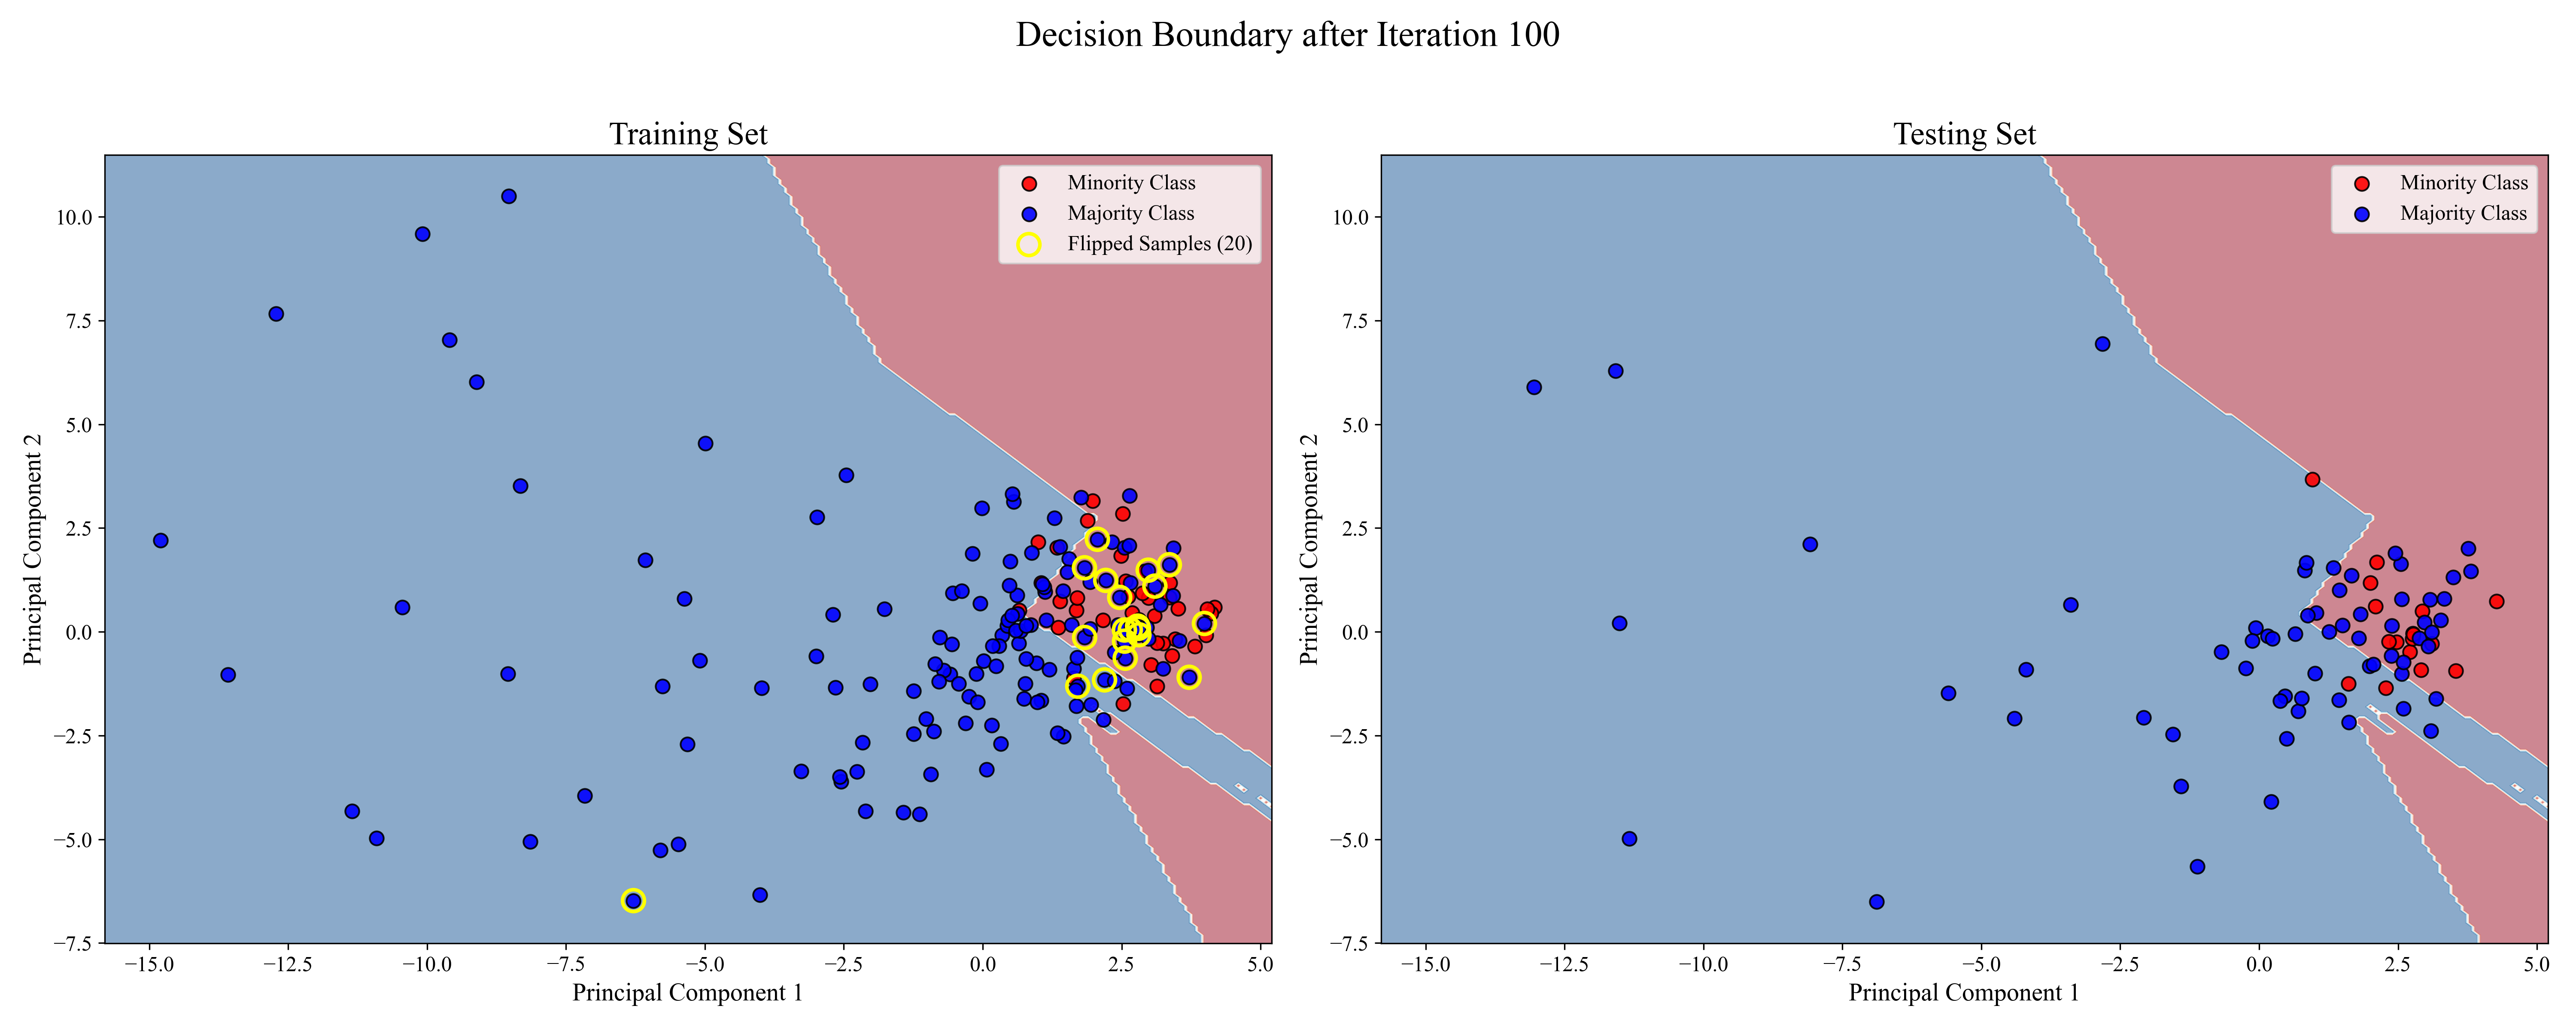 Decision Boundary after Iteration 100
Training Set
Minority Class
Majority Class
Flipped Samples (20)
10.0
7.5
5.0
2.5
0.0
−2.5
−5.0
−7.5
Principal Component 2
−15.0
−12.5
−10.0
−7.5
−5.0
−2.5
0.0
2.5
5.0
Principal Component 1
Testing Set
Minority Class
Majority Class
10.0
7.5
5.0
2.5
0.0
−2.5
−5.0
−7.5
Principal Component 2
−15.0
−12.5
−10.0
−7.5
−5.0
−2.5
0.0
2.5
5.0
Principal Component 1